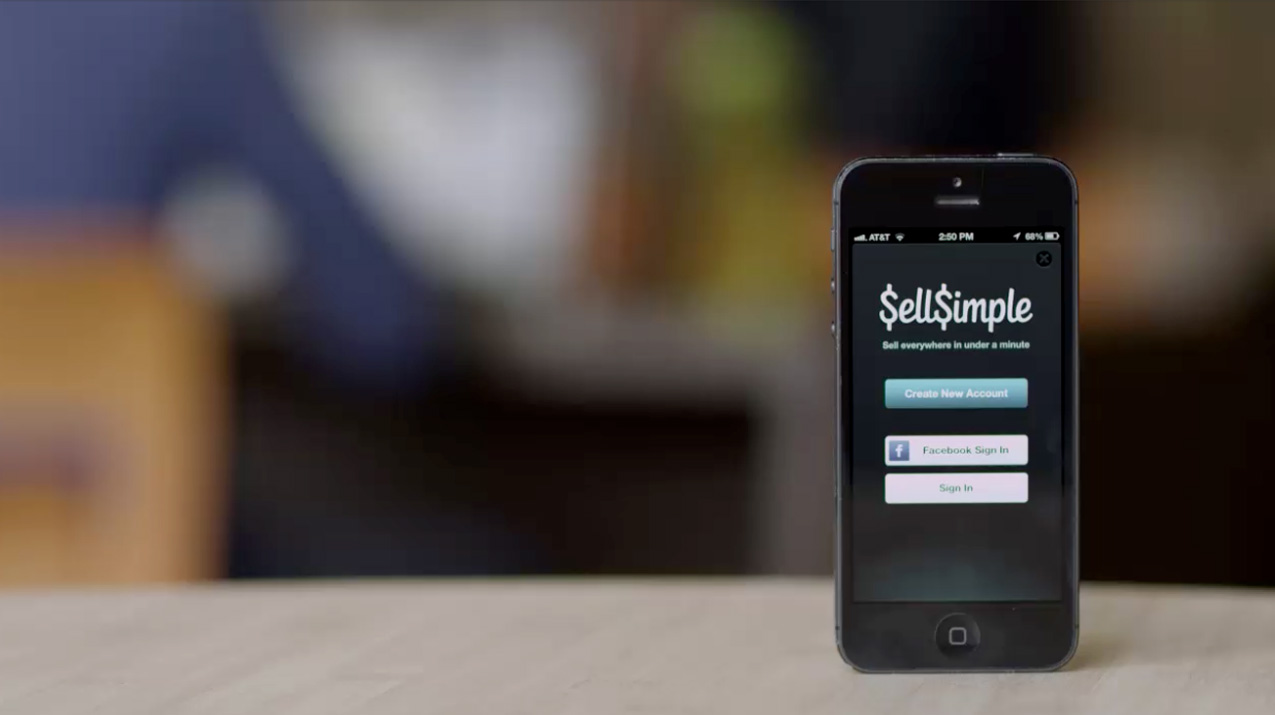 AT&T 2:50 PM 68%
$ell$imple
Sell everywhere in under a minute
Create New Account
f Facebook Sign In
Sign In